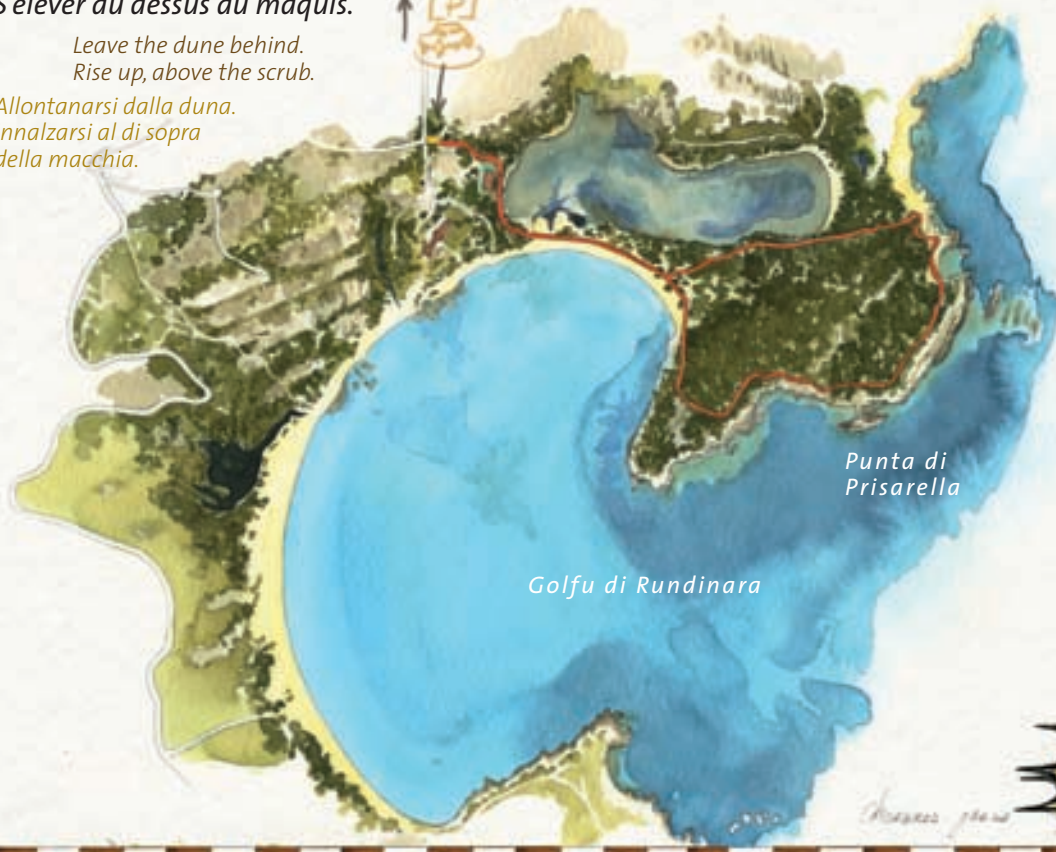 S'élever au dessus du maquis.
Leave the dune behind.
Rise up, above the scrub.
Allontanarsi dalla duna.
nnalzarsi al di sopra
della macchia.
P
Punta di
Prisarella
Golfu di Rundinara